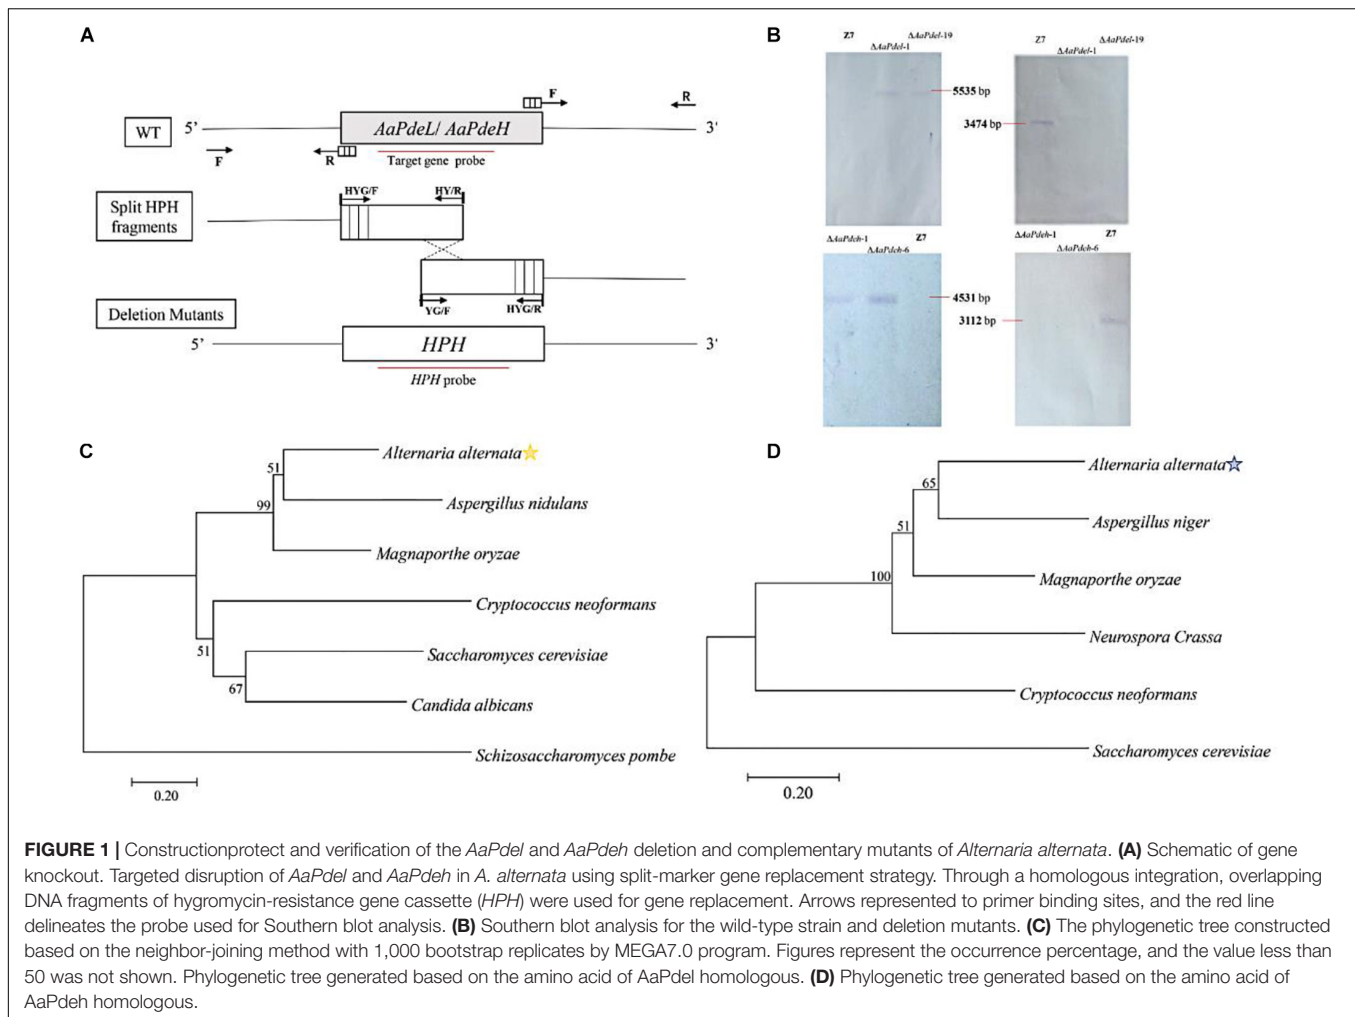 A
WT
5'
AaPdeL/ AaPdeH
F
R
3'
F
R
Target gene probe
Split HPH
fragments
HYG/F
HY/R
YG/F
HYG/R
Deletion Mutants
5'
HPH
3'
HPH probe
B
Z7
ΔAaPdel-1
ΔAaPdel-19
5535 bp
Z7
ΔAaPdel-1
ΔAaPdel-19
3474 bp
ΔAaPdeh-1
ΔAaPdeh-6
Z7
4531 bp
ΔAaPdeh-1
ΔAaPdeh-6
Z7
3112 bp
C
Alternaria alternata
51
Aspergillus nidulans
99
Magnaporthe oryzae
Cryptococcus neoformans
51
Saccharomyces cerevisiae
67
Candida albicans
Schizosaccharomyces pombe
0.20
D
Alternaria alternata
65
Aspergillus niger
51
Magnaporthe oryzae
100
Neurospora Crassa
Cryptococcus neoformans
Saccharomyces cerevisiae
0.20
FIGURE 1 | Constructionprotect and verification of the AaPdel and AaPdeh deletion and complementary mutants of Alternaria alternata. (A) Schematic of gene
knockout. Targeted disruption of AaPdel and AaPdeh in A. alternata using split-marker gene replacement strategy. Through a homologous integration, overlapping
DNA fragments of hygromycin-resistance gene cassette (HPH) were used for gene replacement. Arrows represented to primer binding sites, and the red line
delineates the probe used for Southern blot analysis. (B) Southern blot analysis for the wild-type strain and deletion mutants. (C) The phylogenetic tree constructed
based on the neighbor-joining method with 1,000 bootstrap replicates by MEGA7.0 program. Figures represent the occurrence percentage, and the value less than
50 was not shown. Phylogenetic tree generated based on the amino acid of AaPdel homologous. (D) Phylogenetic tree generated based on the amino acid of
AaPdeh homologous.